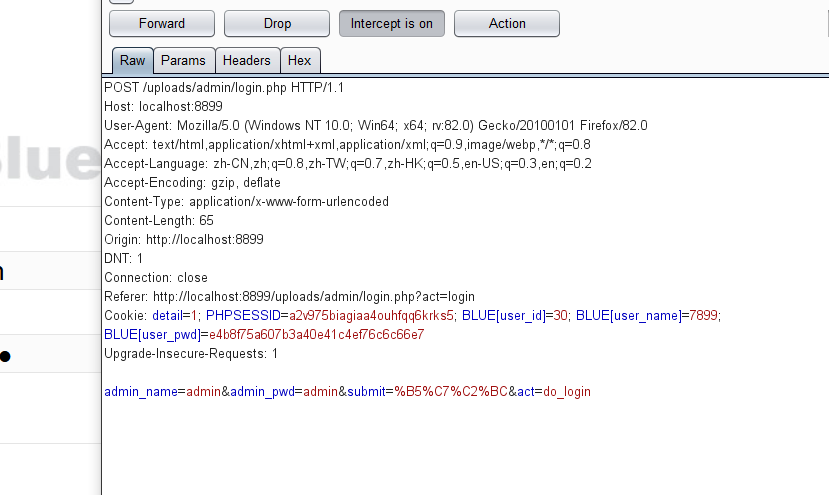 Forward Drop Intercept is on Action
Raw Params Headers Hex
POST /uploads/admin/login.php HTTP/1.1
Host: localhost:8899
User-Agent: Mozilla/5.0 (Windows NT 10.0; Win64; x64; rv:82.0) Gecko/20100101 Firefox/82.0
Accept: text/html,application/xhtml+xml,application/xml;q=0.9,image/webp,*/*;q=0.8
Accept-Language: zh-CN,zh;q=0.8,zh-TW;q=0.7,zh-HK;q=0.5,en-US;q=0.3,en;q=0.2
Accept-Encoding: gzip, deflate
Content-Type: application/x-www-form-urlencoded
Content-Length: 65
Origin: http://localhost:8899
DNT: 1
Connection: close
Referer: http://localhost:8899/uploads/admin/login.php?act=login
Cookie: detail=1; PHPSESSID=a2v975biagiaa4ouhfqq6krks5; BLUE[user_id]=30; BLUE[user_name]=7899;
BLUE[user_pwd]=e4b8f75a607b3a40e41c4ef76c6c66e7
Upgrade-Insecure-Requests: 1
admin_name=admin&admin_pwd=admin&submit=%B5%C7%C2%BC&act=do_login